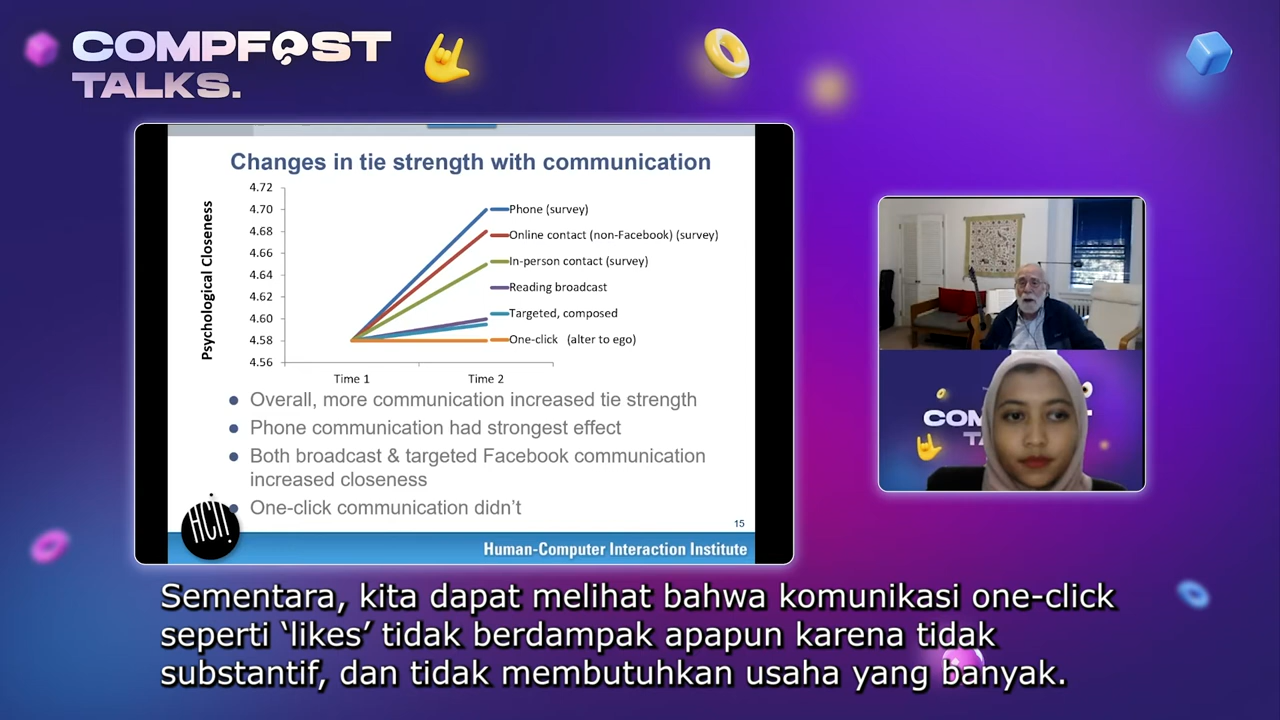 COMPFEST
TALKS.
Changes in tie strength with communication
Psychological Closeness
4.72
4.70
4.68
4.66
4.64
4.62
4.60
4.58
4.56
Phone (survey)
Online contact (non-Facebook) (survey)
In-person contact (survey)
Reading broadcast
Targeted, composed
One-click (alter to ego)
Time 1
Time 2
Overall, more communication increased tie strength
Phone communication had strongest effect
Both broadcast & targeted Facebook communication
increased closeness
One-click communication didn't
15
HCII
Human-Computer Interaction Institute
COM
T
Sementara, kita dapat melihat bahwa komunikasi one-click
seperti ‘likes’ tidak berdampak apapun karena tidak
substantif, dan tidak membutuhkan usaha yang banyak.